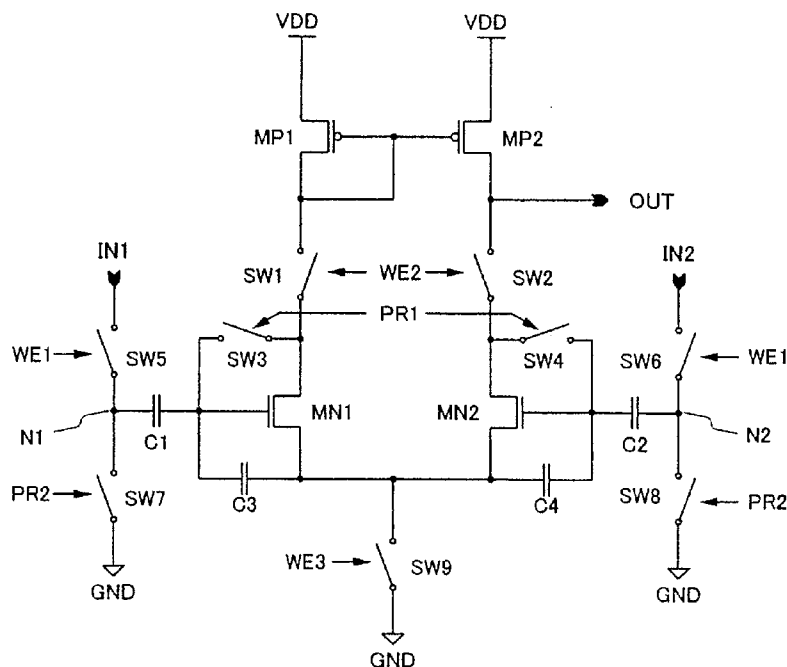 VDD VDD
MP1 MP2
OUT
IN1 IN2
SW1 WE2 SW2
PR1
WE1 SW5 SW3 SW4 SW6 WE1
MN1 MN2
N1 C1 C2 N2
PR2 SW7 C3 C4 SW8 PR2
WE3 SW9
GND GND
GND